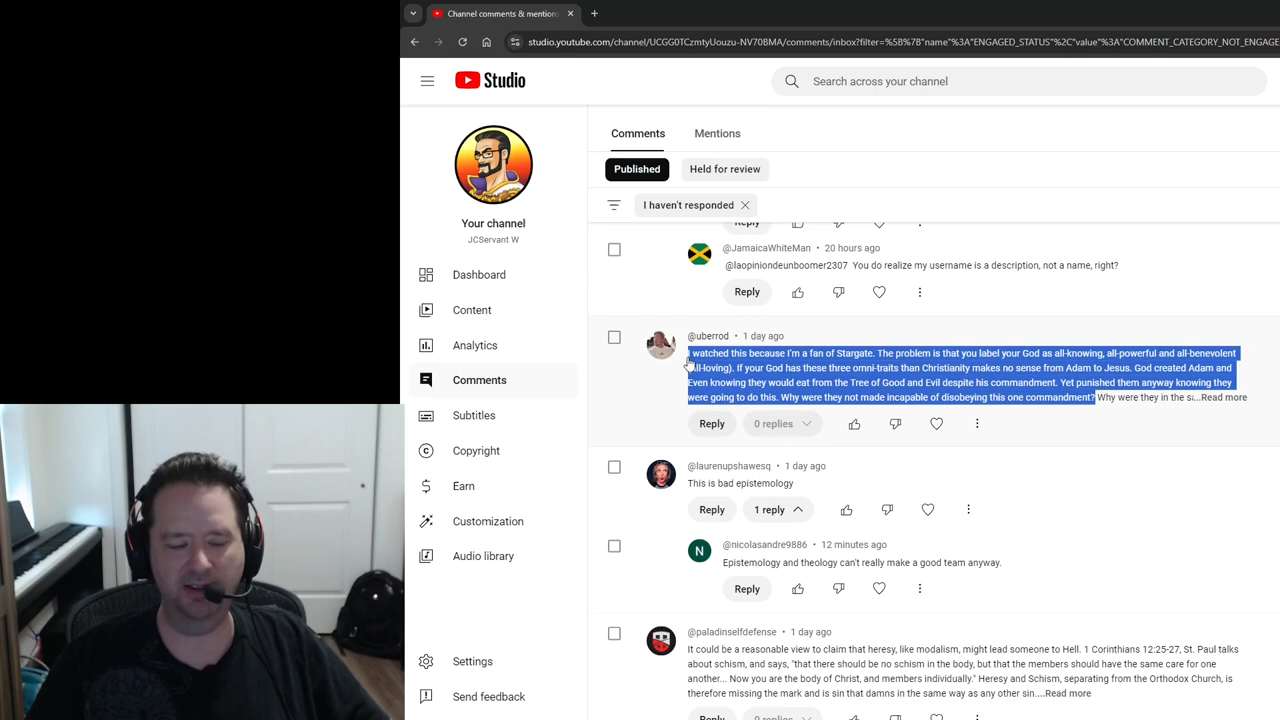 Channel comments & mention
studio.youtube.com/channel/UCGG0TCzmtyUouzu-NV70BMA/comments/inbox?filter=%5B%7B"name"%3A"ENGAGED_STATUS"%2C"value"%3A"COMMENT_CATEGORY_NOT_ENGAGE
Studio
Search across your channel
Your channel
JCServant W
Dashboard
Content
Analytics
Comments
Subtitles
Copyright
Earn
Customization
Audio library
Settings
Send feedback
Comments
Mentions
Published
Held for review
I haven't responded
Reply
@JamaicaWhiteMan • 20 hours ago
@laopiniondeunboomer2307 You do realize my username is a description, not a name, right?
Reply
@uberrod • 1 day ago
I watched this because I'm a fan of Stargate. The problem is that you label your God as all-knowing, all-powerful and all-benevolent
(all-loving). If your God has these three omni-traits than Christianity makes no sense from Adam to Jesus. God created Adam and
Even knowing they would eat from the Tree of Good and Evil despite his commandment. Yet punished them anyway knowing they
were going to do this. Why were they not made incapable of disobeying this one commandment? Why were they in the s...Read more
Reply
0 replies
@laurenupshawesq • 1 day ago
This is bad epistemology
Reply
1 reply
N
@nicolasandre9886 • 12 minutes ago
Epistemology and theology can't really make a good team anyway.
Reply
@paladinselfdefense • 1 day ago
It could be a reasonable view to claim that heresy, like modalism, might lead someone to Hell. 1 Corinthians 12:25-27, St. Paul talks
about schism, and says, "that there should be no schism in the body, but that the members should have the same care for one
another... Now you are the body of Christ, and members individually." Heresy and Schism, separating from the Orthodox Church, is
therefore missing the mark and is sin that damns in the same way as any other sin....Read more
Reply
0 replies